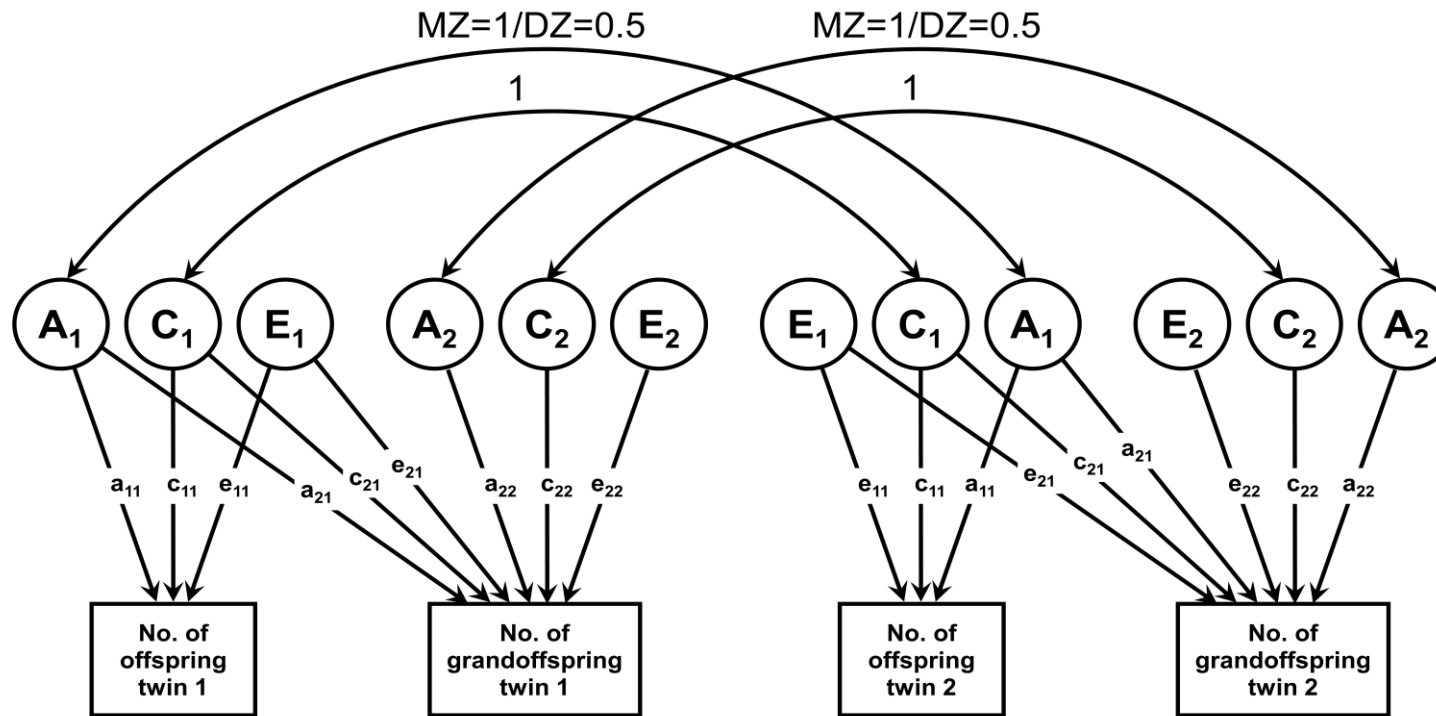 MZ=1/DZ=0.5 MZ=1/DZ=0.5
1 1
A₁ C₁ E₁ A₂ C₂ E₂ E₁ C₁ A₁ E₂ C₂ A₂
a₁₁ c₁₁ e₁₁ a₂₁ c₂₁ e₂₁ a₂₂ c₂₂ e₂₂ e₁₁ c₁₁ a₁₁ e₂₁ c₂₁ a₂₁ e₂₂ c₂₂ a₂₂
No. of
offspring
twin 1
No. of
grandoffspring
twin 1
No. of
offspring
twin 2
No. of
grandoffspring
twin 2